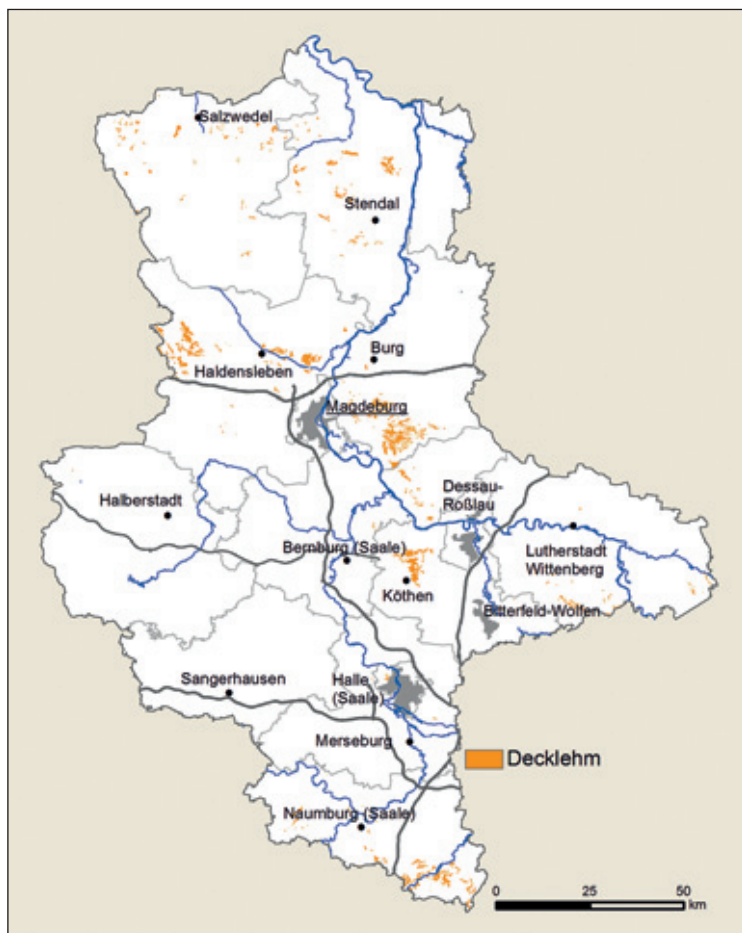 Salzwedel
Stendal
Haldensleben
Burg
Magdeburg
Halberstadt
Dessau-
Roßlau
Bernburg (Saale)
Lutherstadt
Wittenberg
Köthen
Bitterfeld-Wolfen
Sangerhausen
Halle
(Saale)
Merseburg
Decklehm
Naumburg (Saale)
0 25 50
km